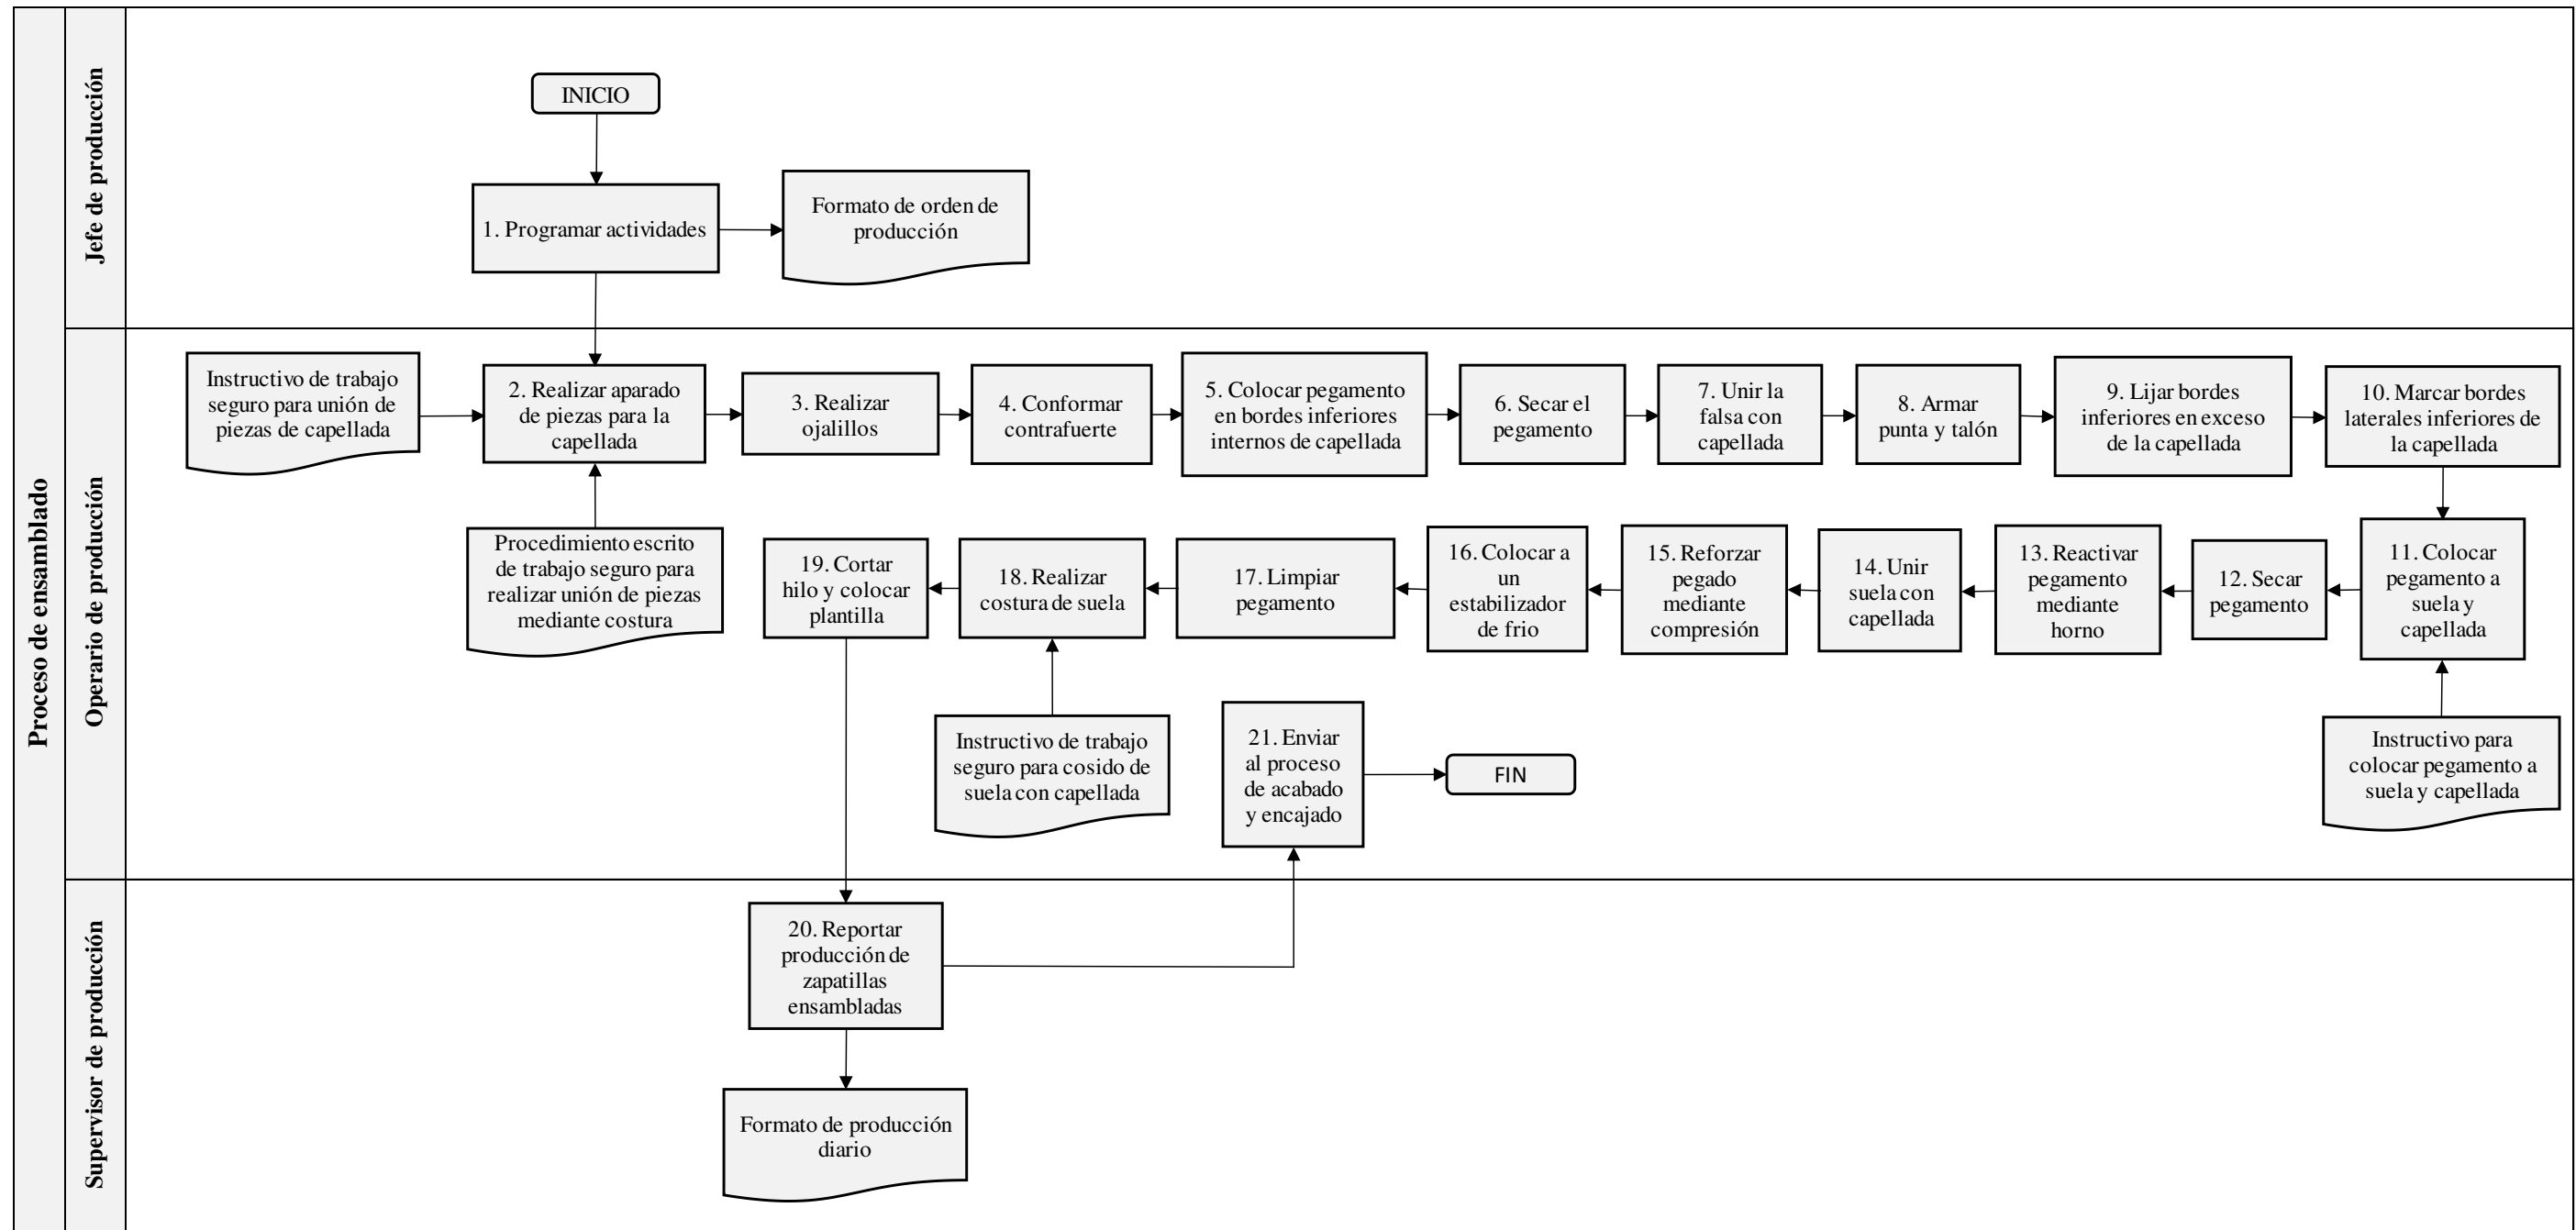 Proceso de ensamblado
Jefe de producción
INICIO
1. Programar actividades
Formato de orden de
producción
Operario de producción
Instructivo de trabajo
seguro para unión de
piezas de capellada
2. Realizar aparado
de piezas para la
capellada
3. Realizar
ojalillos
4. Conformar
contrafuerte
5. Colocar pegamento
en bordes inferiores
internos de capellada
6. Secar el
pegamento
7. Unir la
falsa con
capellada
8. Armar
punta y talón
9. Lijar bordes
inferiores en exceso
de la capellada
10. Marcar bordes
laterales inferiores de
la capellada
Procedimiento escrito
de trabajo seguro para
realizar unión de piezas
mediante costura
19. Cortar
hilo y colocar
plantilla
18. Realizar
costura de suela
17. Limpiar
pegamento
16. Colocar a
un
estabilizador
de frio
15. Reforzar
pegado
mediante
compresión
14. Unir
suela con
capellada
13. Reactivar
pegamento
mediante
horno
12. Secar
pegamento
11. Colocar
pegamento a
suela y
capellada
Instructivo de trabajo
seguro para cosido de
suela con capellada
21. Enviar
al proceso
de acabado
y encajado
FIN
Instructivo para
colocar pegamento a
suela y capellada
Supervisor de producción
20. Reportar
producción de
zapatillas
ensambladas
Formato de producción
diario